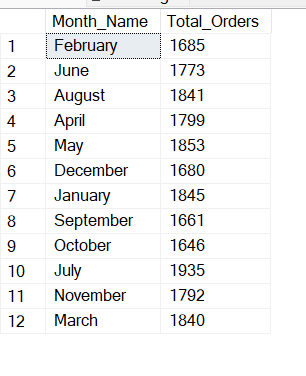 Month_Name Total_Orders
1 February 1685
2 June 1773
3 August 1841
4 April 1799
5 May 1853
6 December 1680
7 January 1845
8 September 1661
9 October 1646
10 July 1935
11 November 1792
12 March 1840